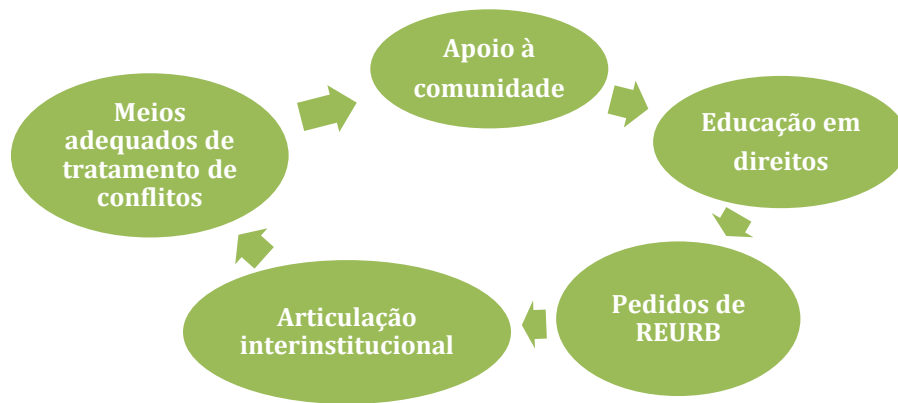 Apoio à
comunidade
Educação em
direitos
Pedidos de
REURB
Articulação
interinstitucional
Meios
adequados de
tratamento de
conflitos